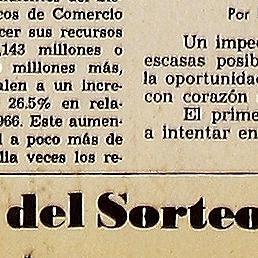 cos de Comercio
cer sus recursos
,143 millones o
millones más,
alen a un incre-
26.5% en rela-
966. Este aumen-
l a poco más de
lia veces los re-
Por
Un impe
escasas posib
la oportunidad
con corazón
El prime
a intentar en
del Sorteo